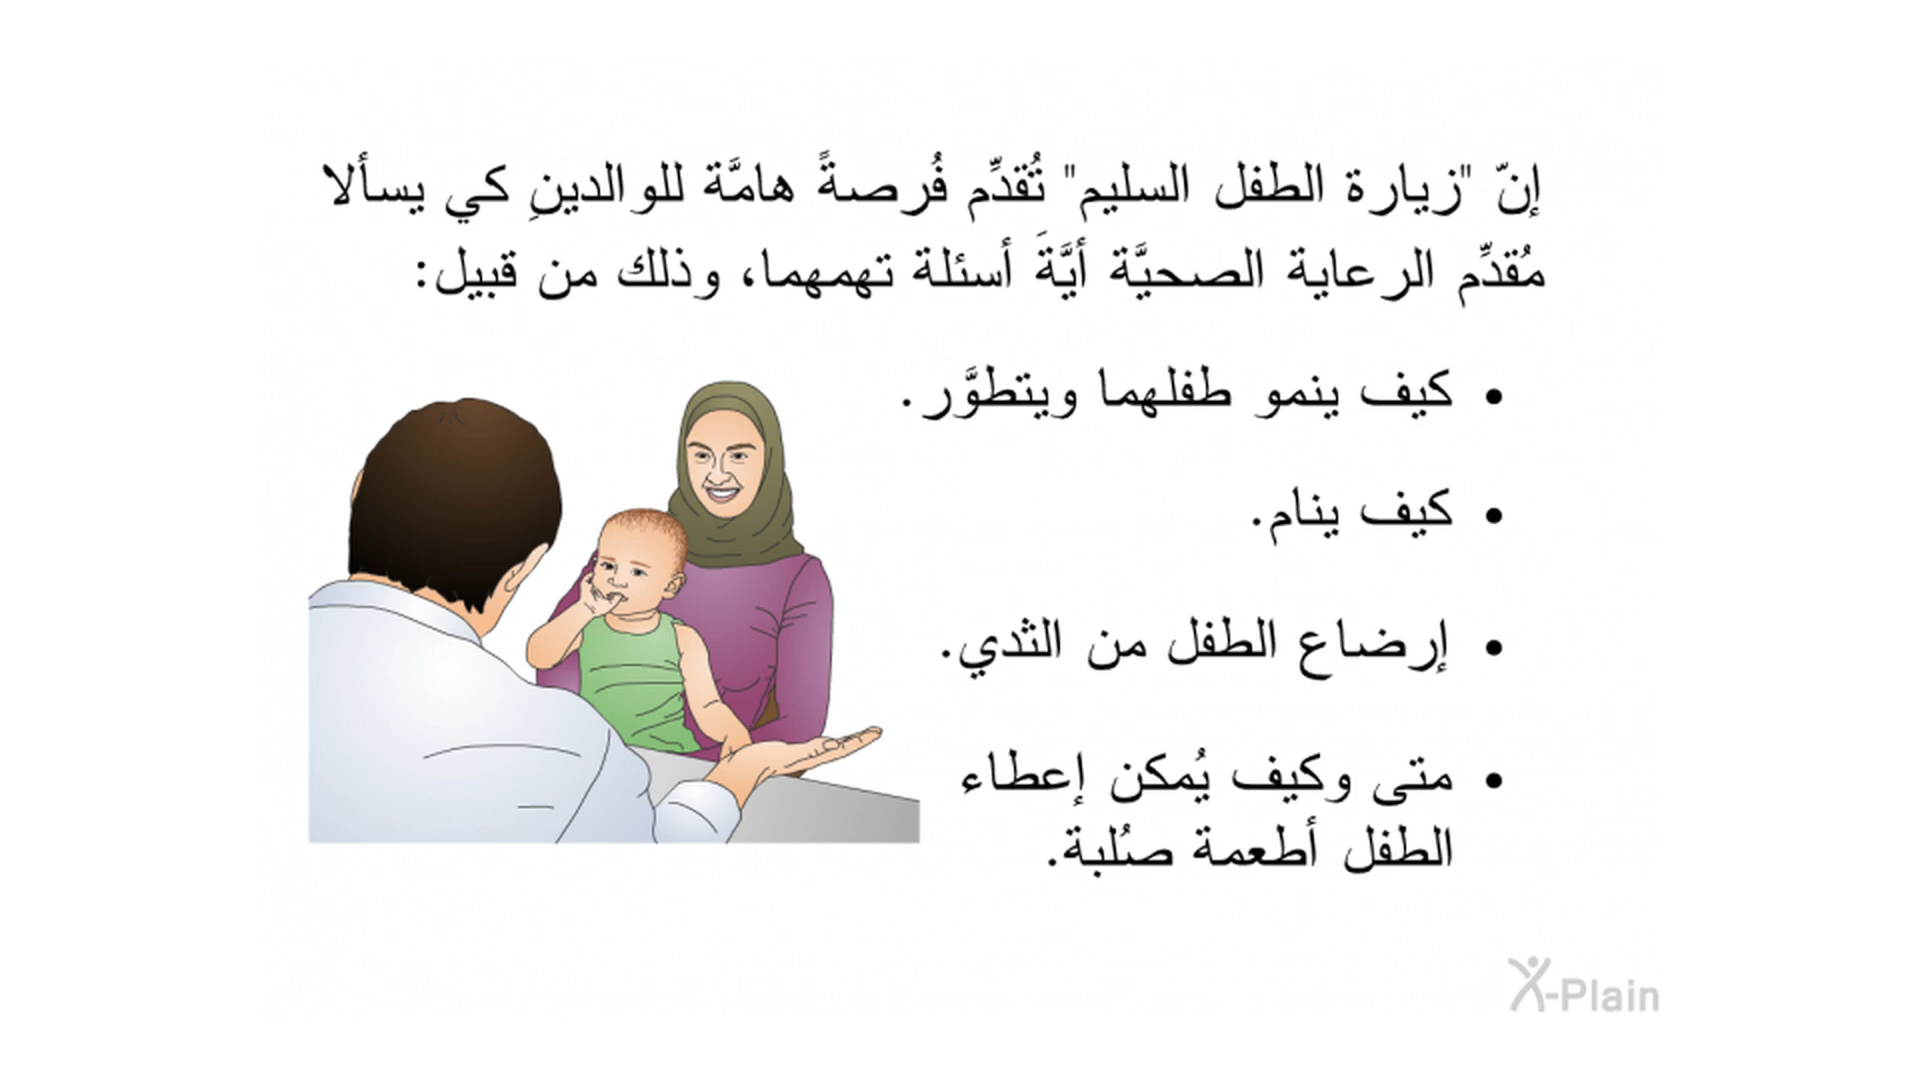 إنّ "زيارة الطفل السليم" تُقدِّم فُرصةً هامَّة للوالدينِ كي يسألا
مُقدِّم الرعاية الصحيَّة أيَّةَ أسئلة تهمهما، وذلك من قبيل:
• كيف ينمو طفلهما ويتطوَّر.
• كيف ينام.
• إرضاع الطفل من الثدي.
• متى وكيف يُمكن إعطاء
الطفل أطعمة صُلبة.
X-Plain